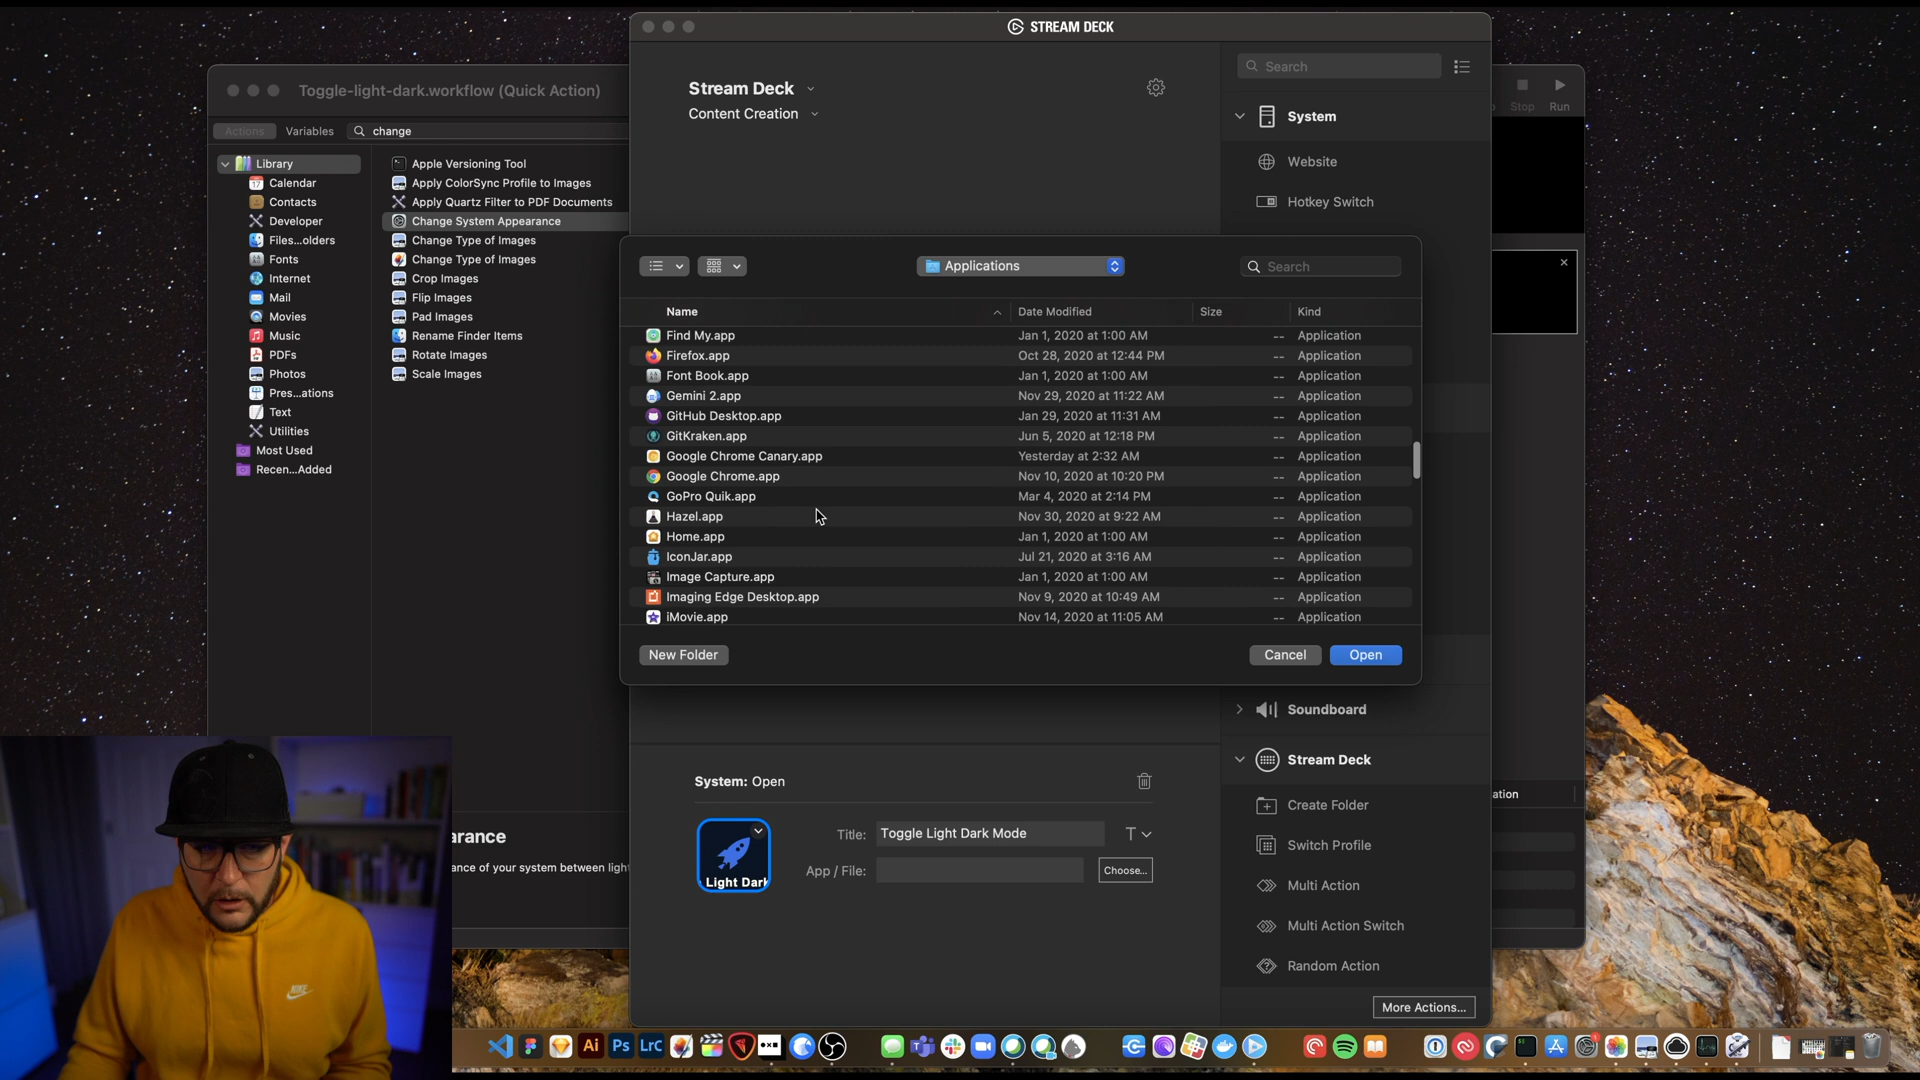 STREAM DECK
Toggle-light-dark.workflow (Quick Action)
Stream Deck
Content Creation
Search
Stop
Run
System
Actions
Variables
change
Library
Calendar
Contacts
Developer
Files...olders
Fonts
Internet
Mail
Movies
Music
PDFs
Photos
Pres...ations
Text
Utilities
Most Used
Recen...Added
Apple Versioning Tool
Apply ColorSync Profile to Images
Apply Quartz Filter to PDF Documents
Change System Appearance
Change Type of Images
Change Type of Images
Crop Images
Flip Images
Pad Images
Rename Finder Items
Rotate Images
Scale Images
Website
Hotkey Switch
Applications
Search
Name
Date Modified
Size
Kind
Find My.app Jan 1, 2020 at 1:00 AM -- Application
Firefox.app Oct 28, 2020 at 12:44 PM -- Application
Font Book.app Jan 1, 2020 at 1:00 AM -- Application
Gemini 2.app Nov 29, 2020 at 11:22 AM -- Application
GitHub Desktop.app Jan 29, 2020 at 11:31 AM -- Application
GitKraken.app Jun 5, 2020 at 12:18 PM -- Application
Google Chrome Canary.app Yesterday at 2:32 AM -- Application
Google Chrome.app Nov 10, 2020 at 10:20 PM -- Application
GoPro Quik.app Mar 4, 2020 at 2:14 PM -- Application
Hazel.app Nov 30, 2020 at 9:22 AM -- Application
Home.app Jan 1, 2020 at 1:00 AM -- Application
IconJar.app Jul 21, 2020 at 3:16 AM -- Application
Image Capture.app Jan 1, 2020 at 1:00 AM -- Application
Imaging Edge Desktop.app Nov 9, 2020 at 10:49 AM -- Application
iMovie.app Nov 14, 2020 at 11:05 AM -- Application
New Folder
Cancel
Open
Soundboard
Stream Deck
Create Folder
Switch Profile
Multi Action
Multi Action Switch
Random Action
More Actions...
System: Open
Title: Toggle Light Dark Mode
T
App / File:
Choose...
Light Dark
arance
ance of your system between light
ation
Ai
Ps
LrC